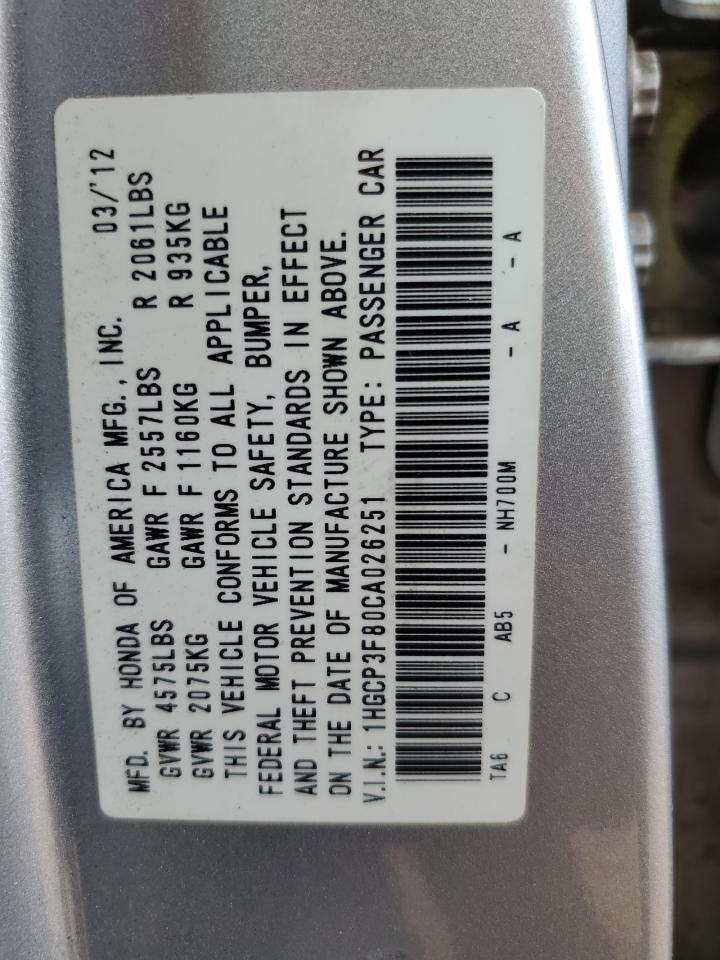 MFD. BY HONDA OF AMERICA MFG., INC. 03/'12
GVWR 4575LBS GAWR F 2557LBS R 2061LBS
GVWR 2075KG GAWR F 1160KG R 935KG
THIS VEHICLE CONFORMS TO ALL APPLICABLE
FEDERAL MOTOR VEHICLE SAFETY, BUMPER,
AND THEFT PREVENTION STANDARDS IN EFFECT
ON THE DATE OF MANUFACTURE SHOWN ABOVE.
V.I.N.: 1HGCP3F80CA026251 TYPE: PASSENGER CAR
TA6 C AB5 - NH700M - A - A